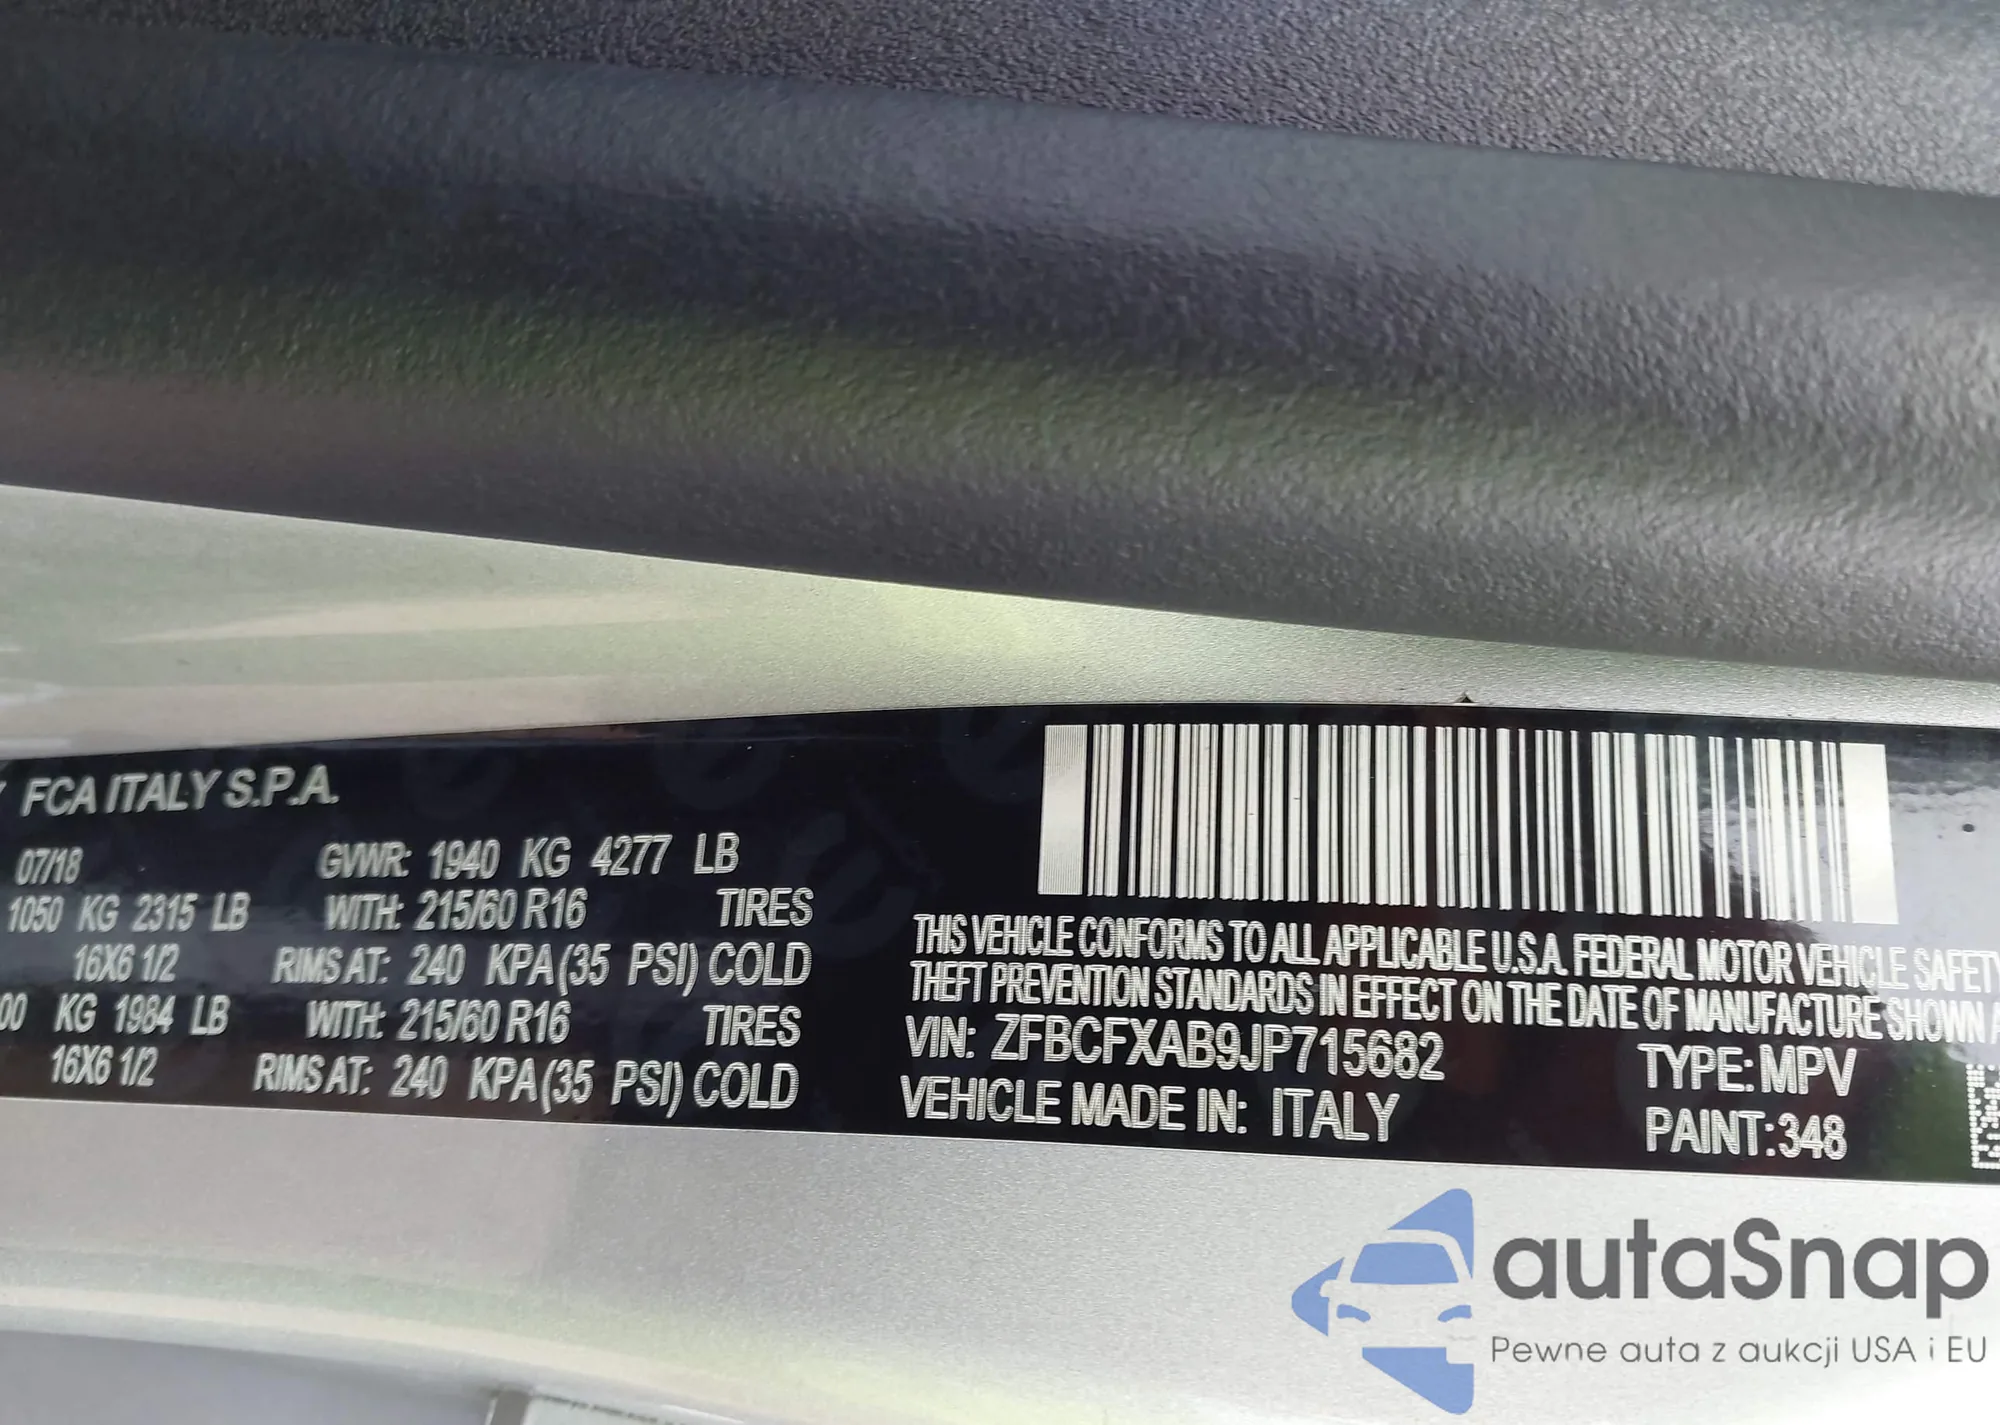 FCA ITALY S.P.A.
07/18 GVWR: 1940 KG 4277 LB
1050 KG 2315 LB WITH: 215/60 R16 TIRES
16X6 1/2 RIMS AT: 240 KPA (35 PSI) COLD
00 KG 1984 LB WITH: 215/60 R16 TIRES
16X6 1/2 RIMS AT: 240 KPA (35 PSI) COLD
THIS VEHICLE CONFORMS TO ALL APPLICABLE U.S.A. FEDERAL MOTOR VEHICLE SAFETY
THEFT PREVENTION STANDARDS IN EFFECT ON THE DATE OF MANUFACTURE SHOWN A
VIN: ZFBCFXAB9JP715682 TYPE: MPV
VEHICLE MADE IN: ITALY PAINT: 348
autaSnap
Pewne auta z aukcji USA i EU